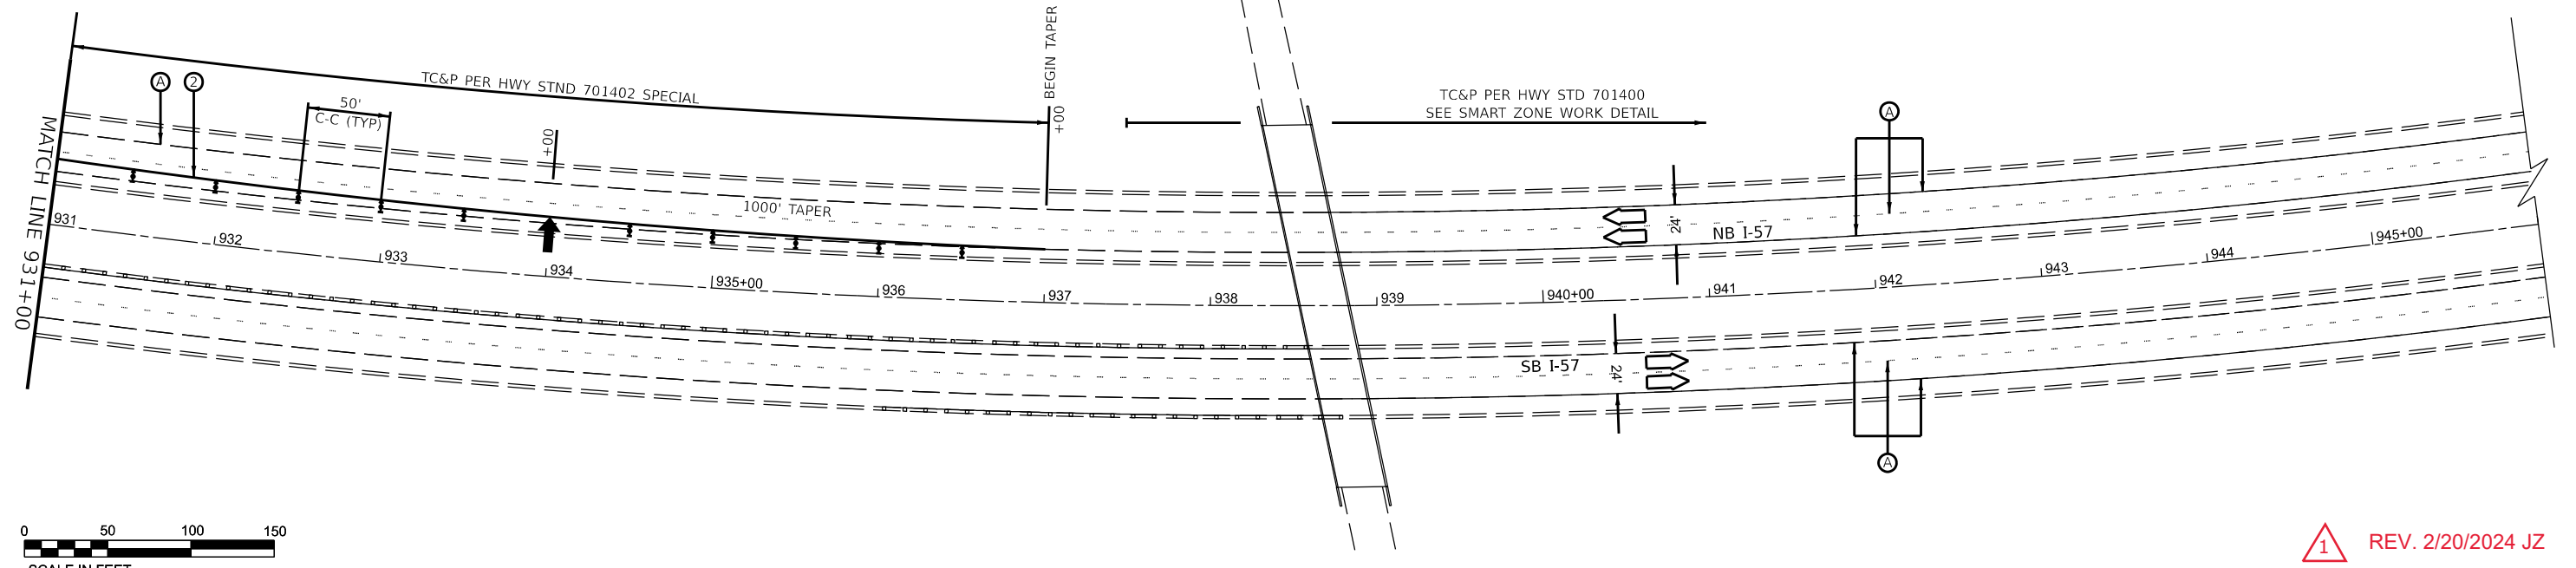 BEGIN TAPER
+00
TC&P PER HWY STND 701402 SPECIAL
TC&P PER HWY STD 701400
SEE SMART ZONE WORK DETAIL
A
2
50'
C-C (TYP)
+00
A
MATCH LINE 931+00
1000' TAPER
24'
NB I-57
931
932
933
934
935+00
936
937
938
939
940+00
941
942
943
944
945+00
SB I-57
24'
A
0 50 100 150
SCALE IN FEET
1
REV. 2/20/2024 JZ